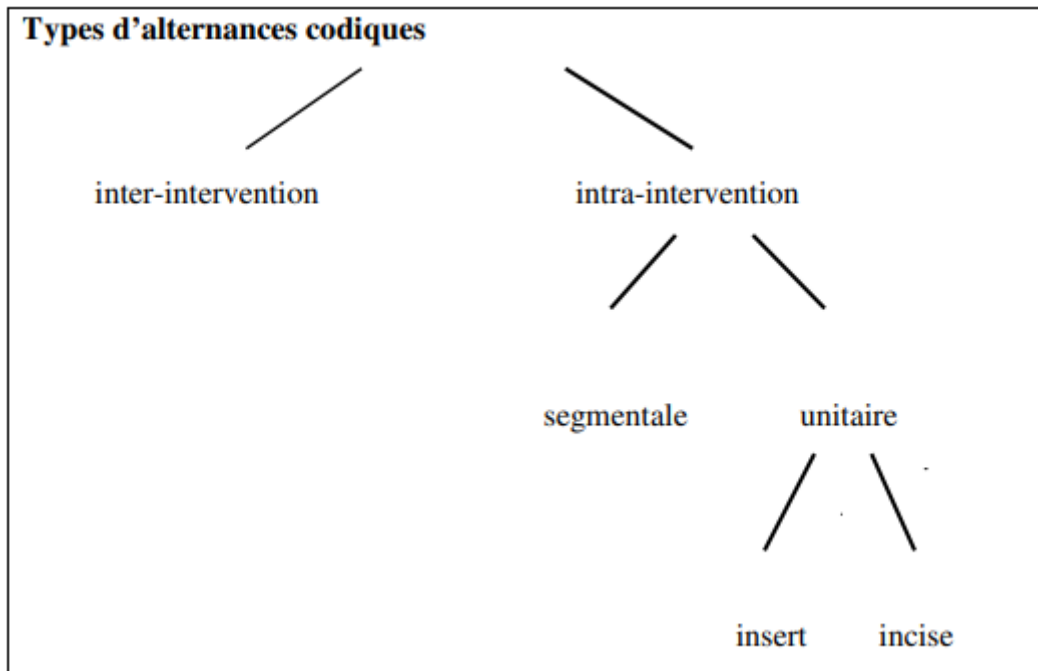 Types d’alternances codiques
inter-intervention intra-intervention
segmentale unitaire
insert incise